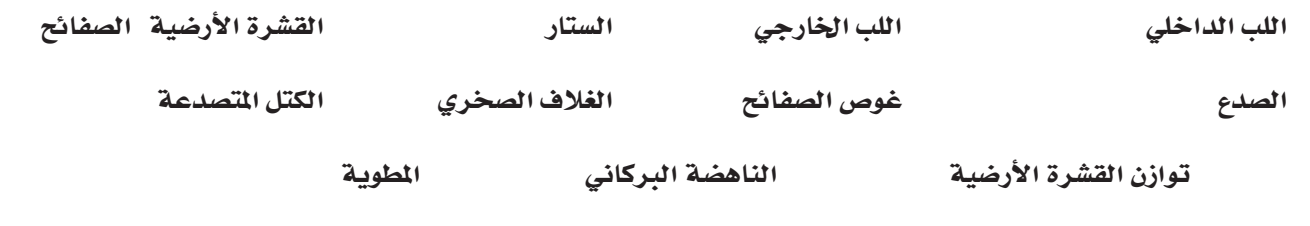 اللب الداخلي اللب الخارجي الستار القشرة الأرضية الصفائح
الصدع غوص الصفائح الغلاف الصخري الكتل المتصدعة
توازن القشرة الأرضية الناهضة البركاني المطوية